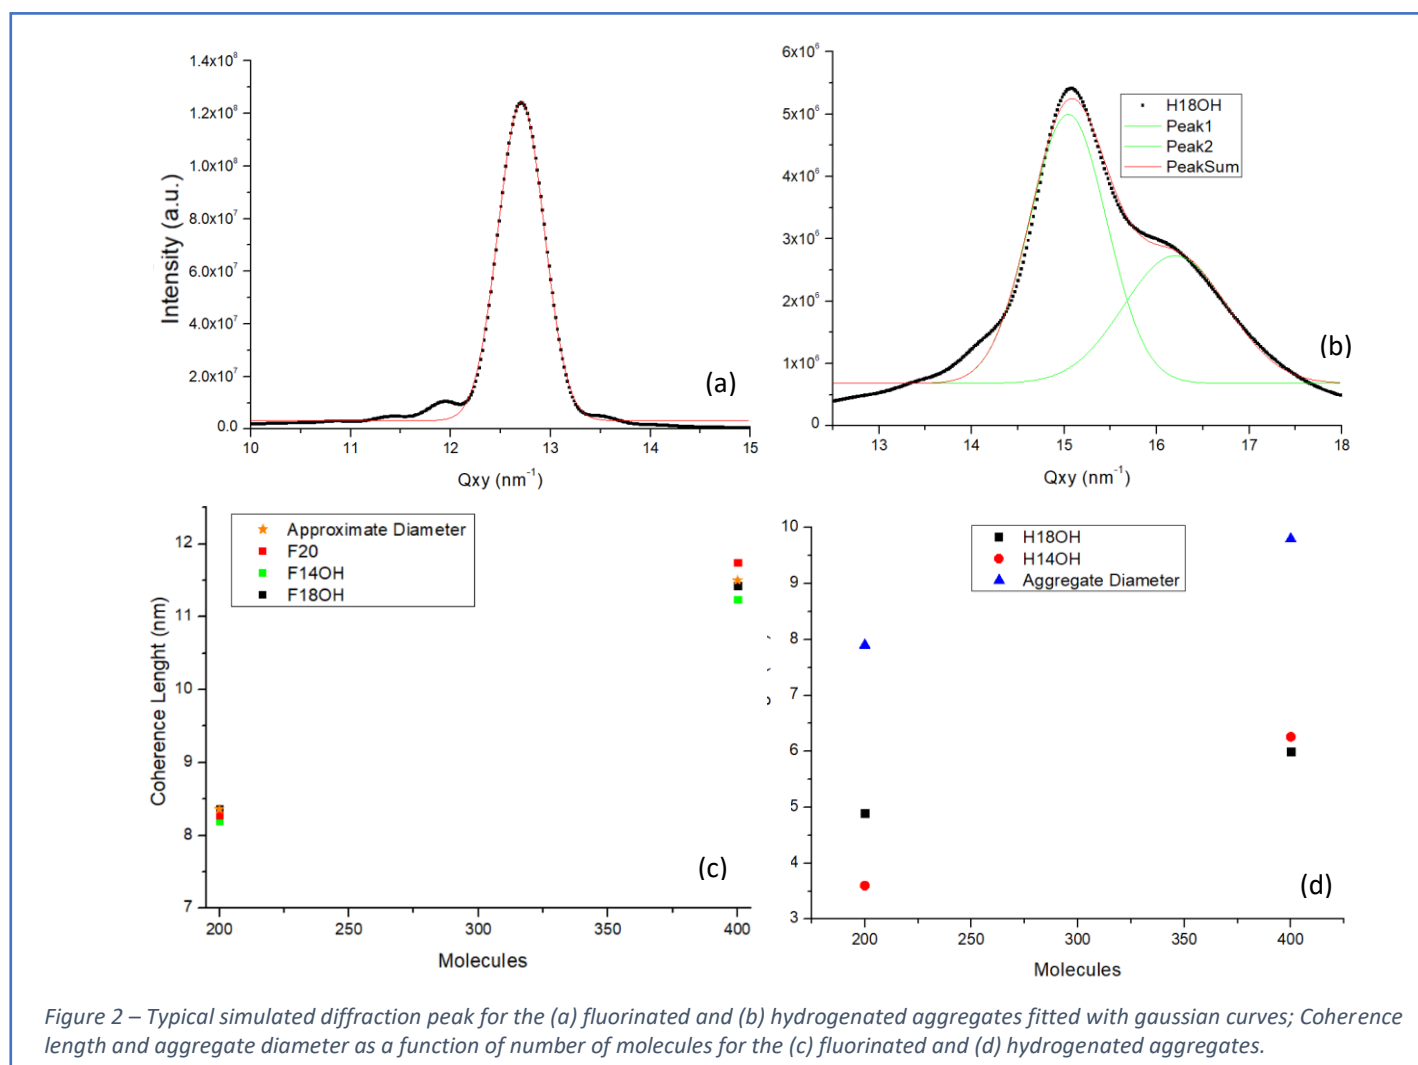 1.4x10⁸
1.2x10⁸
1.0x10⁸
8.0x10⁷
6.0x10⁷
4.0x10⁷
2.0x10⁷
0.0
Intensity (a.u.)
10 11 12 13 14 15
Qxy (nm⁻¹)
(a)
6x10⁶
5x10⁶
4x10⁶
3x10⁶
2x10⁶
1x10⁶
0
H18OH
Peak1
Peak2
PeakSum
(b)
13 14 15 16 17 18
Qxy (nm⁻¹)
12
11
10
9
8
7
Coherence Lenght (nm)
Approximate Diameter
F20
F14OH
F18OH
(c)
200 250 300 350 400
Molecules
10
9
8
7
6
5
4
3
H18OH
H14OH
Aggregate Diameter
(d)
200 250 300 350 400
Molecules
Figure 2 – Typical simulated diffraction peak for the (a) fluorinated and (b) hydrogenated aggregates fitted with gaussian curves; Coherence
length and aggregate diameter as a function of number of molecules for the (c) fluorinated and (d) hydrogenated aggregates.